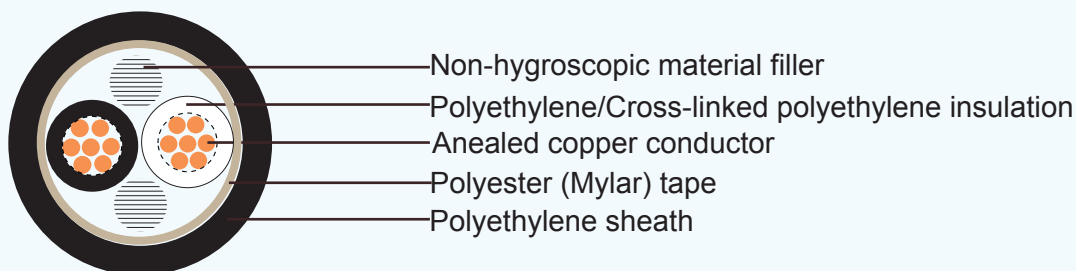 Non-hygroscopic material filler
Polyethylene/Cross-linked polyethylene insulation
Anealed copper conductor
Polyester (Mylar) tape
Polyethylene sheath